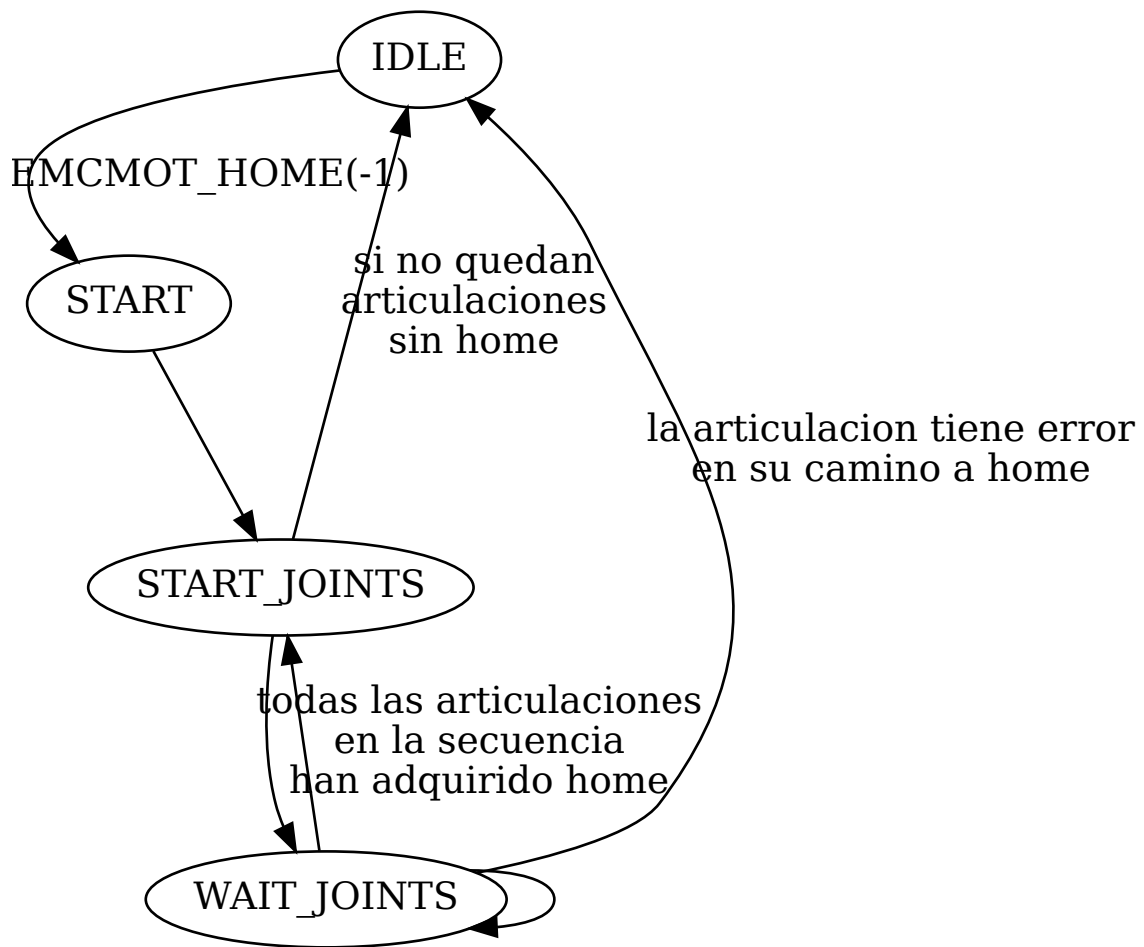 IDLE
EMCMOT_HOME(-1)
si no quedan
articulaciones
sin home
START
la articulacion tiene error
en su camino a home
START_JOINTS
todas las articulaciones
en la secuencia
han adquirido home
WAIT_JOINTS